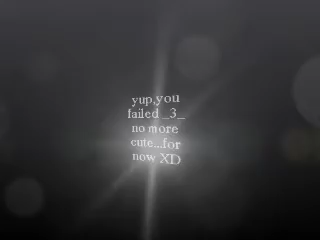 yup,you
failed _3_
no more
cute...for
now XD